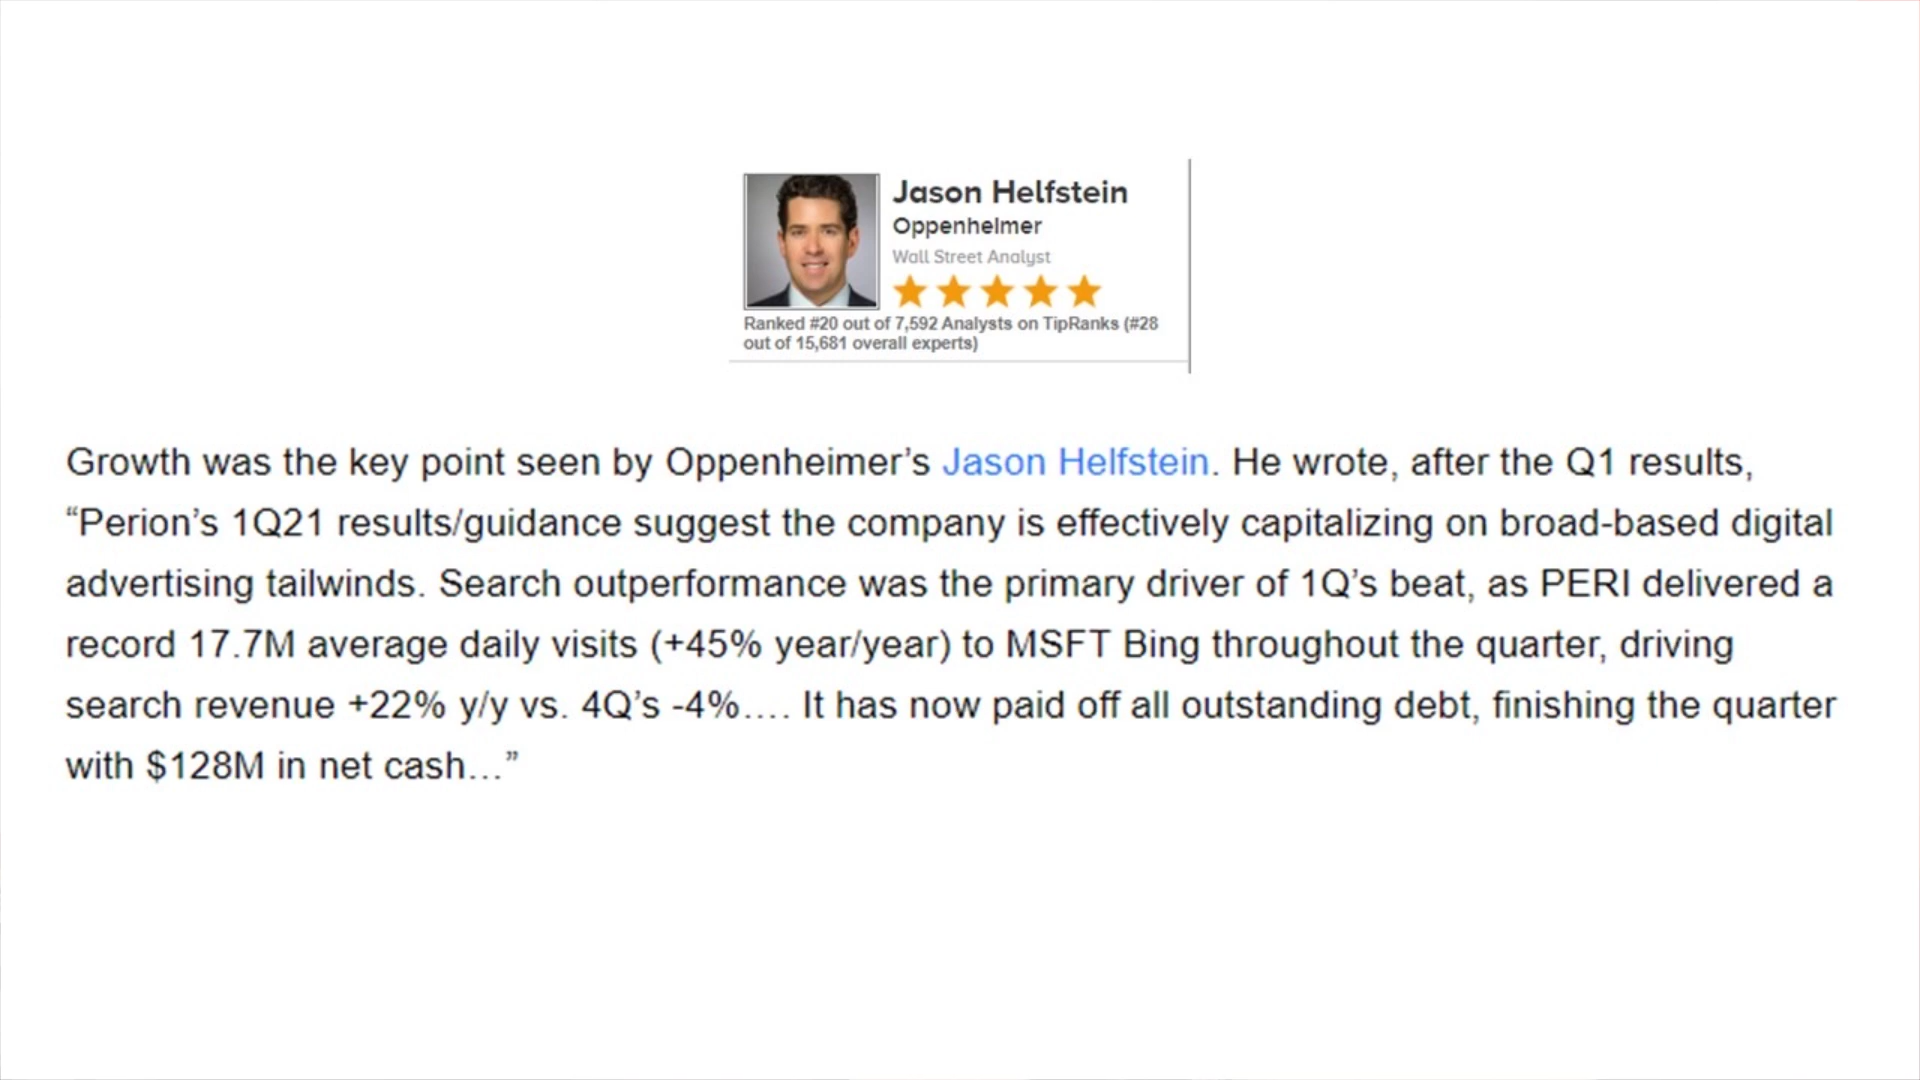 Jason Helfstein
Oppenheimer
Wall Street Analyst
Ranked #20 out of 7,592 Analysts on TipRanks (#28
out of 15,681 overall experts)
Growth was the key point seen by Oppenheimer’s Jason Helfstein. He wrote, after the Q1 results,
“Perion’s 1Q21 results/guidance suggest the company is effectively capitalizing on broad-based digital
advertising tailwinds. Search outperformance was the primary driver of 1Q’s beat, as PERI delivered a
record 17.7M average daily visits (+45% year/year) to MSFT Bing throughout the quarter, driving
search revenue +22% y/y vs. 4Q’s -4%…. It has now paid off all outstanding debt, finishing the quarter
with $128M in net cash…”